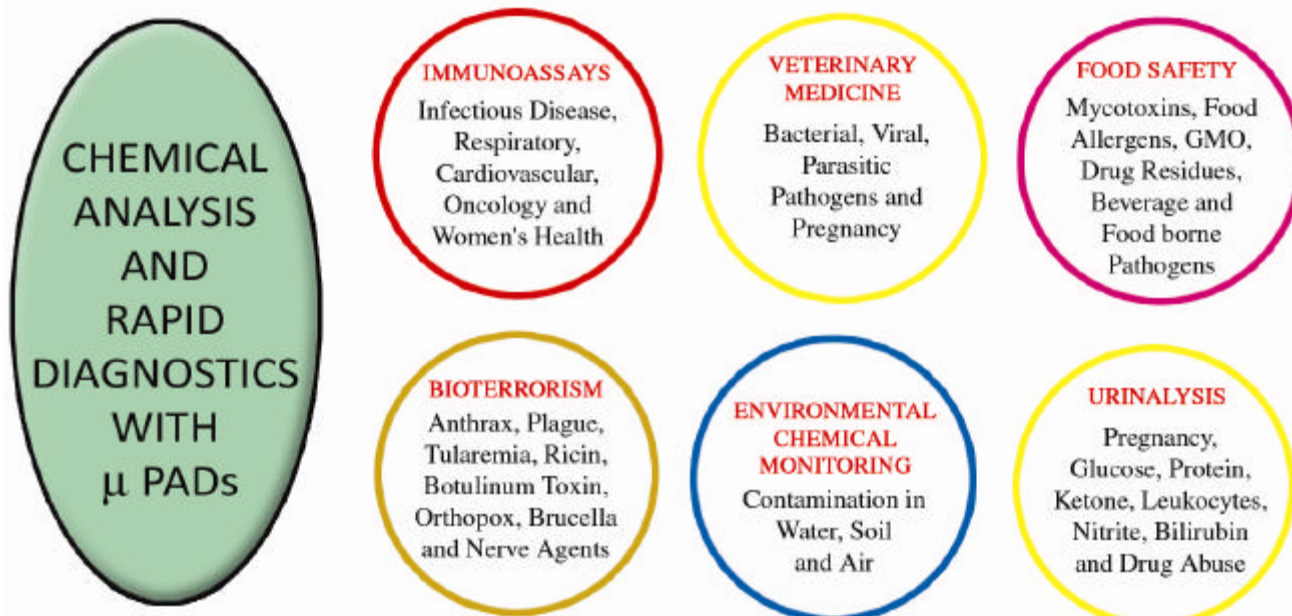 CHEMICAL
ANALYSIS
AND
RAPID
DIAGNOSTICS
WITH
μ PADs
IMMUNOASSAYS
Infectious Disease,
Respiratory,
Cardiovascular,
Oncology and
Women's Health
VETERINARY
MEDICINE
Bacterial, Viral,
Parasitic
Pathogens and
Pregnancy
FOOD SAFETY
Mycotoxins, Food
Allergens, GMO,
Drug Residues,
Beverage and
Food borne
Pathogens
BIOTERRORISM
Anthrax, Plague,
Tularemia, Ricin,
Botulinum Toxin,
Orthopox, Brucella
and Nerve Agents
ENVIRONMENTAL
CHEMICAL
MONITORING
Contamination in
Water, Soil
and Air
URINALYSIS
Pregnancy,
Glucose, Protein,
Ketone, Leukocytes,
Nitrite, Bilirubin
and Drug Abuse